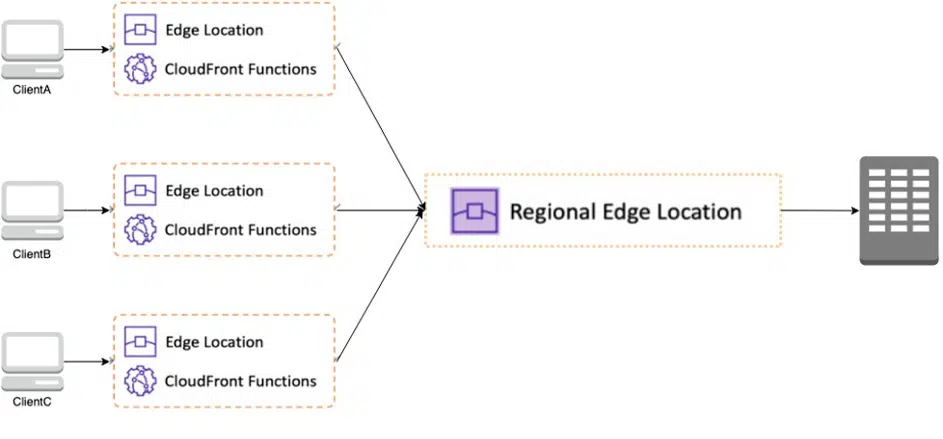 Edge Location
CloudFront Functions
ClientA
Edge Location
CloudFront Functions
ClientB
Regional Edge Location
Edge Location
CloudFront Functions
ClientC